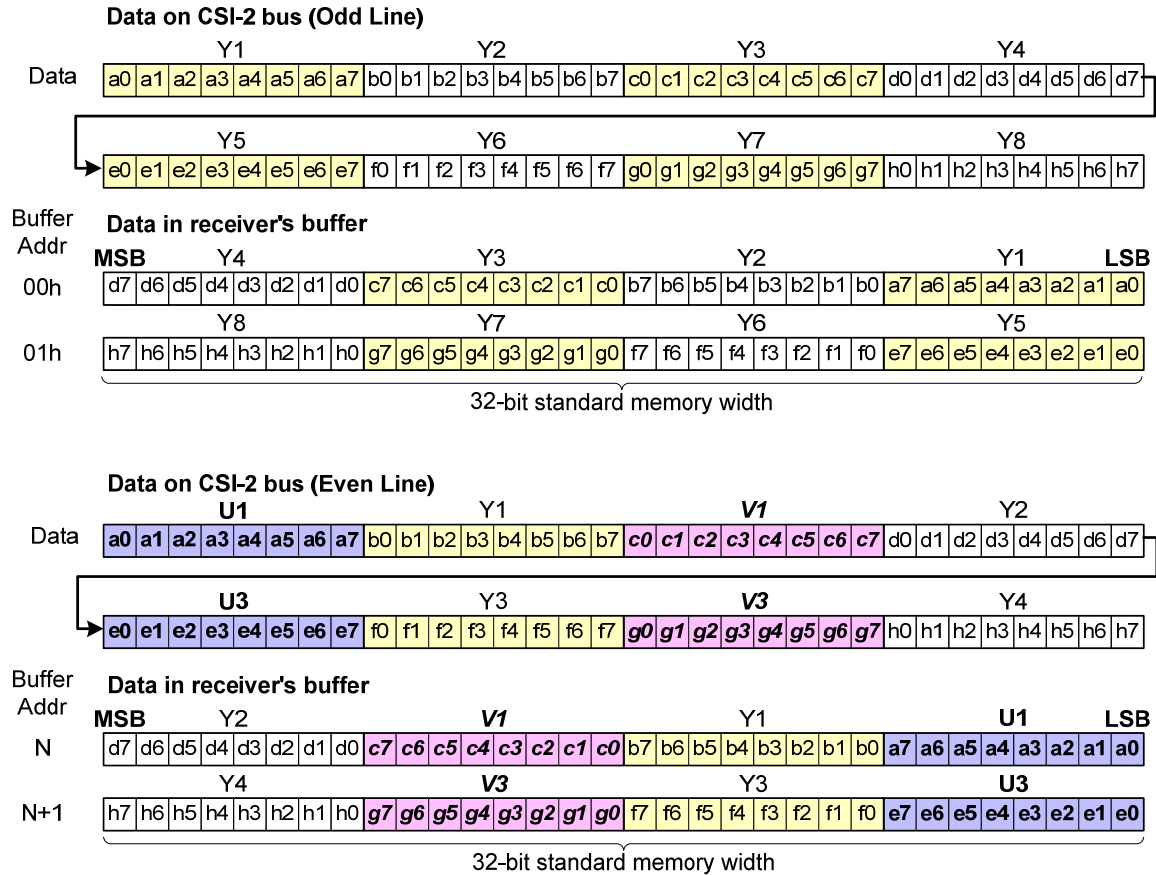 Data on CSI-2 bus (Odd Line)
Y1 Y2 Y3 Y4
Data a0 a1 a2 a3 a4 a5 a6 a7 b0 b1 b2 b3 b4 b5 b6 b7 c0 c1 c2 c3 c4 c5 c6 c7 d0 d1 d2 d3 d4 d5 d6 d7
Y5 Y6 Y7 Y8
e0 e1 e2 e3 e4 e5 e6 e7 f0 f1 f2 f3 f4 f5 f6 f7 g0 g1 g2 g3 g4 g5 g6 g7 h0 h1 h2 h3 h4 h5 h6 h7
Buffer
Addr
Data in receiver's buffer
MSB Y4 Y3 Y2 Y1 LSB
00h d7 d6 d5 d4 d3 d2 d1 d0 c7 c6 c5 c4 c3 c2 c1 c0 b7 b6 b5 b4 b3 b2 b1 b0 a7 a6 a5 a4 a3 a2 a1 a0
Y8 Y7 Y6 Y5
01h h7 h6 h5 h4 h3 h2 h1 h0 g7 g6 g5 g4 g3 g2 g1 g0 f7 f6 f5 f4 f3 f2 f1 f0 e7 e6 e5 e4 e3 e2 e1 e0
32-bit standard memory width
Data on CSI-2 bus (Even Line)
U1 Y1 V1 Y2
Data a0 a1 a2 a3 a4 a5 a6 a7 b0 b1 b2 b3 b4 b5 b6 b7 c0 c1 c2 c3 c4 c5 c6 c7 d0 d1 d2 d3 d4 d5 d6 d7
U3 Y3 V3 Y4
e0 e1 e2 e3 e4 e5 e6 e7 f0 f1 f2 f3 f4 f5 f6 f7 g0 g1 g2 g3 g4 g5 g6 g7 h0 h1 h2 h3 h4 h5 h6 h7
Buffer
Addr
Data in receiver's buffer
MSB Y2 V1 Y1 U1 LSB
N d7 d6 d5 d4 d3 d2 d1 d0 c7 c6 c5 c4 c3 c2 c1 c0 b7 b6 b5 b4 b3 b2 b1 b0 a7 a6 a5 a4 a3 a2 a1 a0
Y4 V3 Y3 U3
N+1 h7 h6 h5 h4 h3 h2 h1 h0 g7 g6 g5 g4 g3 g2 g1 g0 f7 f6 f5 f4 f3 f2 f1 f0 e7 e6 e5 e4 e3 e2 e1 e0
32-bit standard memory width